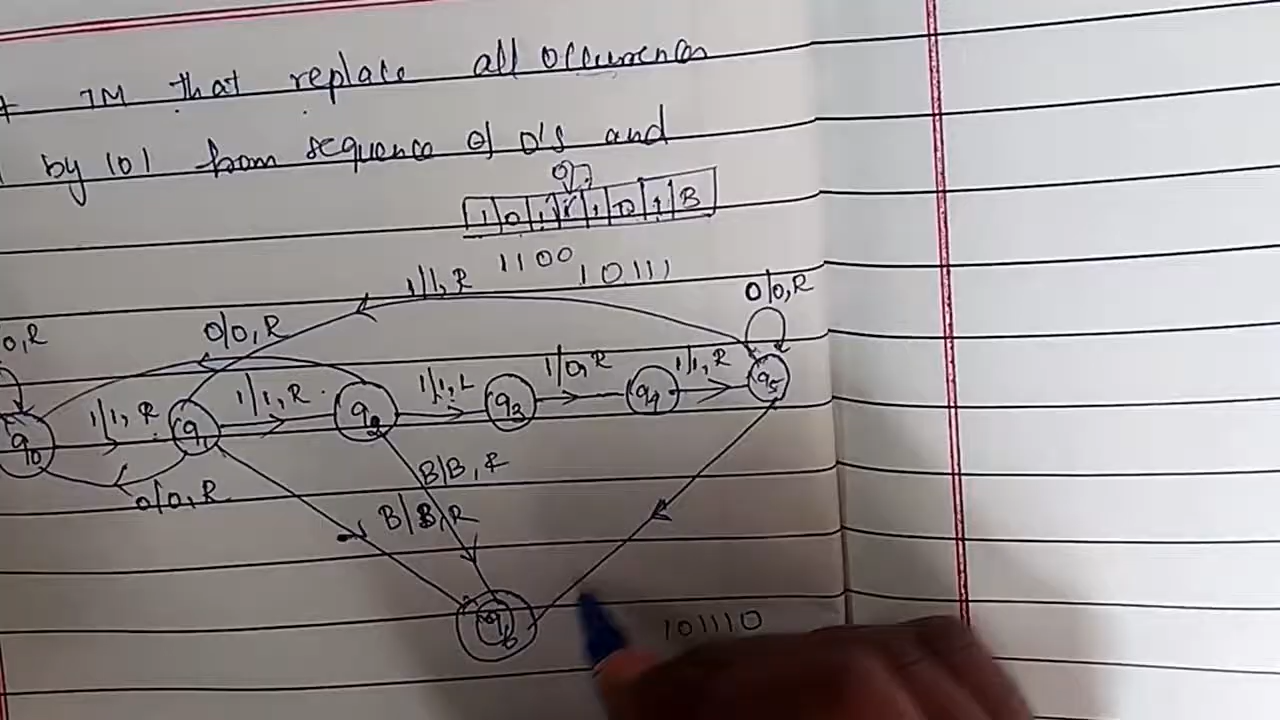 TM that replace all occurrences
by 101 from sequence of 0's and
q3
1 0 1 1 0 1 B
1100
10111
1/1, R
0/0, R
0/0, R
0, R
1/1, R
1/1, R
1/1, L
1/0, R
1/1, R
q0 q1 q2 q3 q4 q5
0/0, R
B/B, R
B/B, R
q6
101110